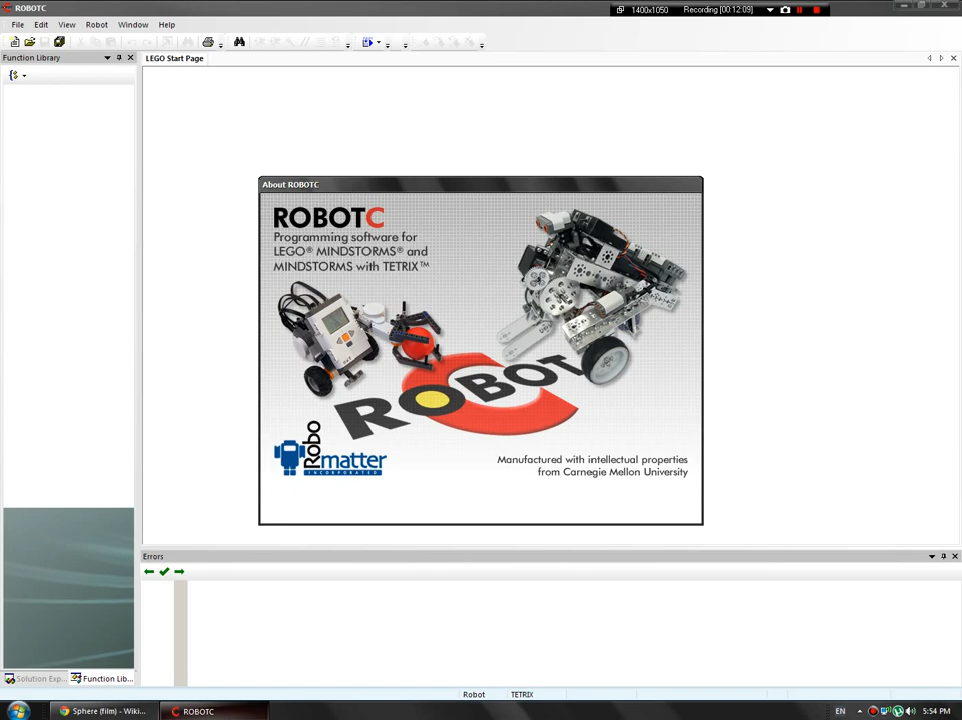 ROBOTC
1400x1050
Recording [00:12:09]
File Edit View Robot Window Help
Function Library
LEGO Start Page
About ROBOTC
ROBOTC
Programming software for
LEGO® MINDSTORMS® and
MINDSTORMS with TETRIX™
ROBOT
Robo
matter
INCORPORATED
Manufactured with intellectual properties
from Carnegie Mellon University
Errors
Solution Exp... Function Lib...
Robot TETRIX
Sphere (film) - Wiki...
ROBOTC
EN
5:54 PM